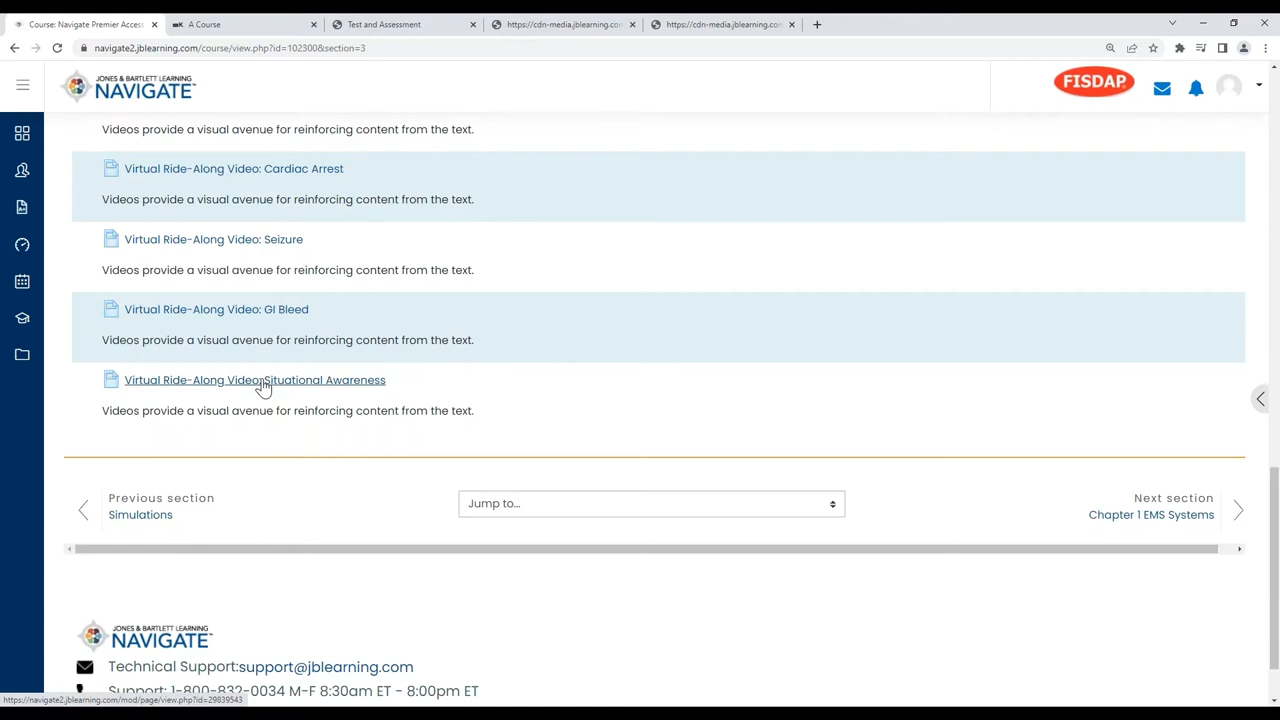 Course: Navigate Premier Access
A Course
Test and Assessment
https://cdn-media.jblearning.co
https://cdn-media.jblearning.co
navigate2.jblearning.com/course/view.php?id=102300&section=3
JONES & BARTLETT LEARNING
NAVIGATE
FISDAP
Videos provide a visual avenue for reinforcing content from the text.
Virtual Ride-Along Video: Cardiac Arrest
Videos provide a visual avenue for reinforcing content from the text.
Virtual Ride-Along Video: Seizure
Videos provide a visual avenue for reinforcing content from the text.
Virtual Ride-Along Video: GI Bleed
Videos provide a visual avenue for reinforcing content from the text.
Virtual Ride-Along Video: Situational Awareness
Videos provide a visual avenue for reinforcing content from the text.
Previous section
Simulations
Jump to...
Next section
Chapter 1 EMS Systems
JONES & BARTLETT LEARNING
NAVIGATE
Technical Support:support@jblearning.com
Support: 1-800-832-0034 M-F 8:30am ET - 8:00pm ET
https://navigate2.jblearning.com/mod/page/view.php?id=29839543